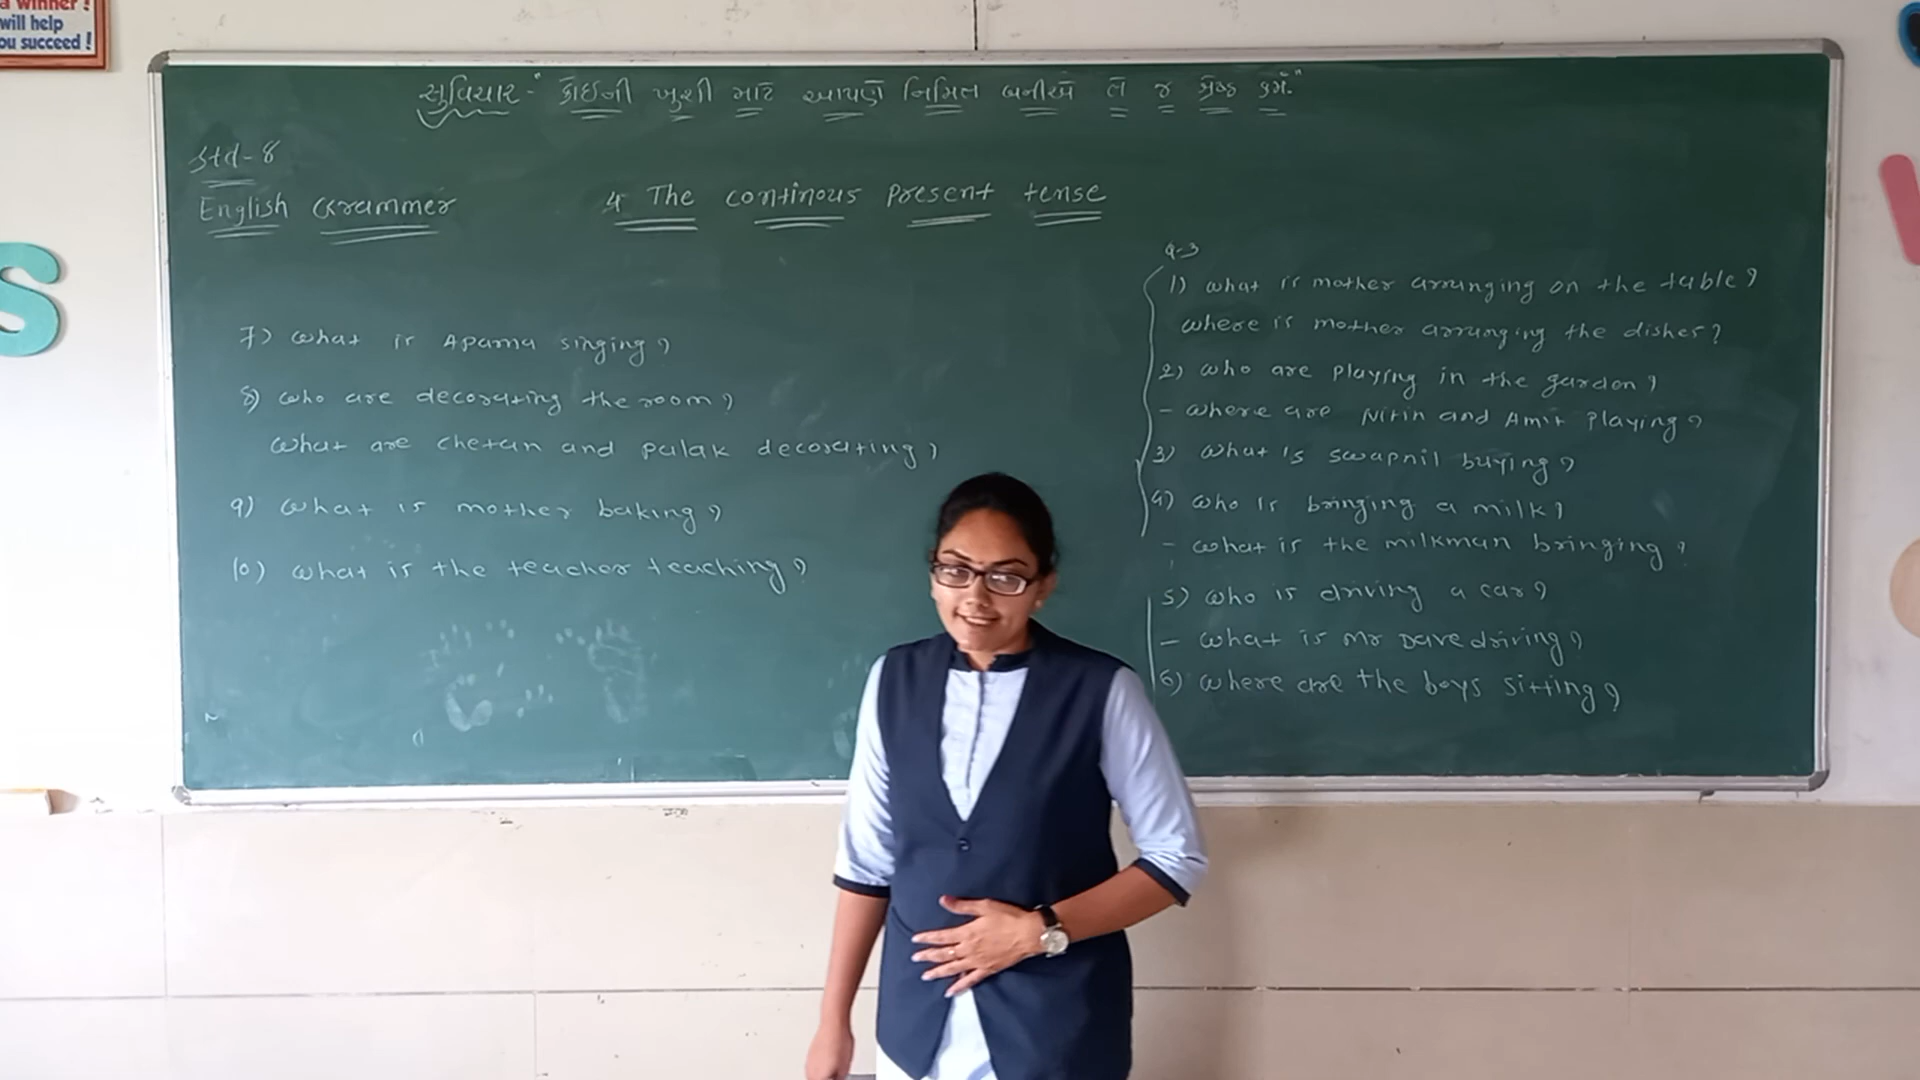 a winner !
will help
ou succeed !
સુવિચાર - "કોઇની ખુશી માટે આપણે નિમિત બનીએ તે જ શ્રેષ્ઠ કર્મ."
Std - 8
English Grammer
4 The continous present tense
7) what is Aparna singing?
8) who are decorating the room?
what are chetan and palak decorating?
9) what is mother baking?
10) what is the teacher teaching?
Q-3
1) what is mother arranging on the table?
where is mother arranging the dishes?
2) who are playing in the garden?
- where are Nitin and Amit playing?
3) what is swapnil buying?
4) who is bringing a milk?
- what is the milkman bringing?
5) who is driving a car?
- what is Mr Dave driving?
6) where are the boys sitting?